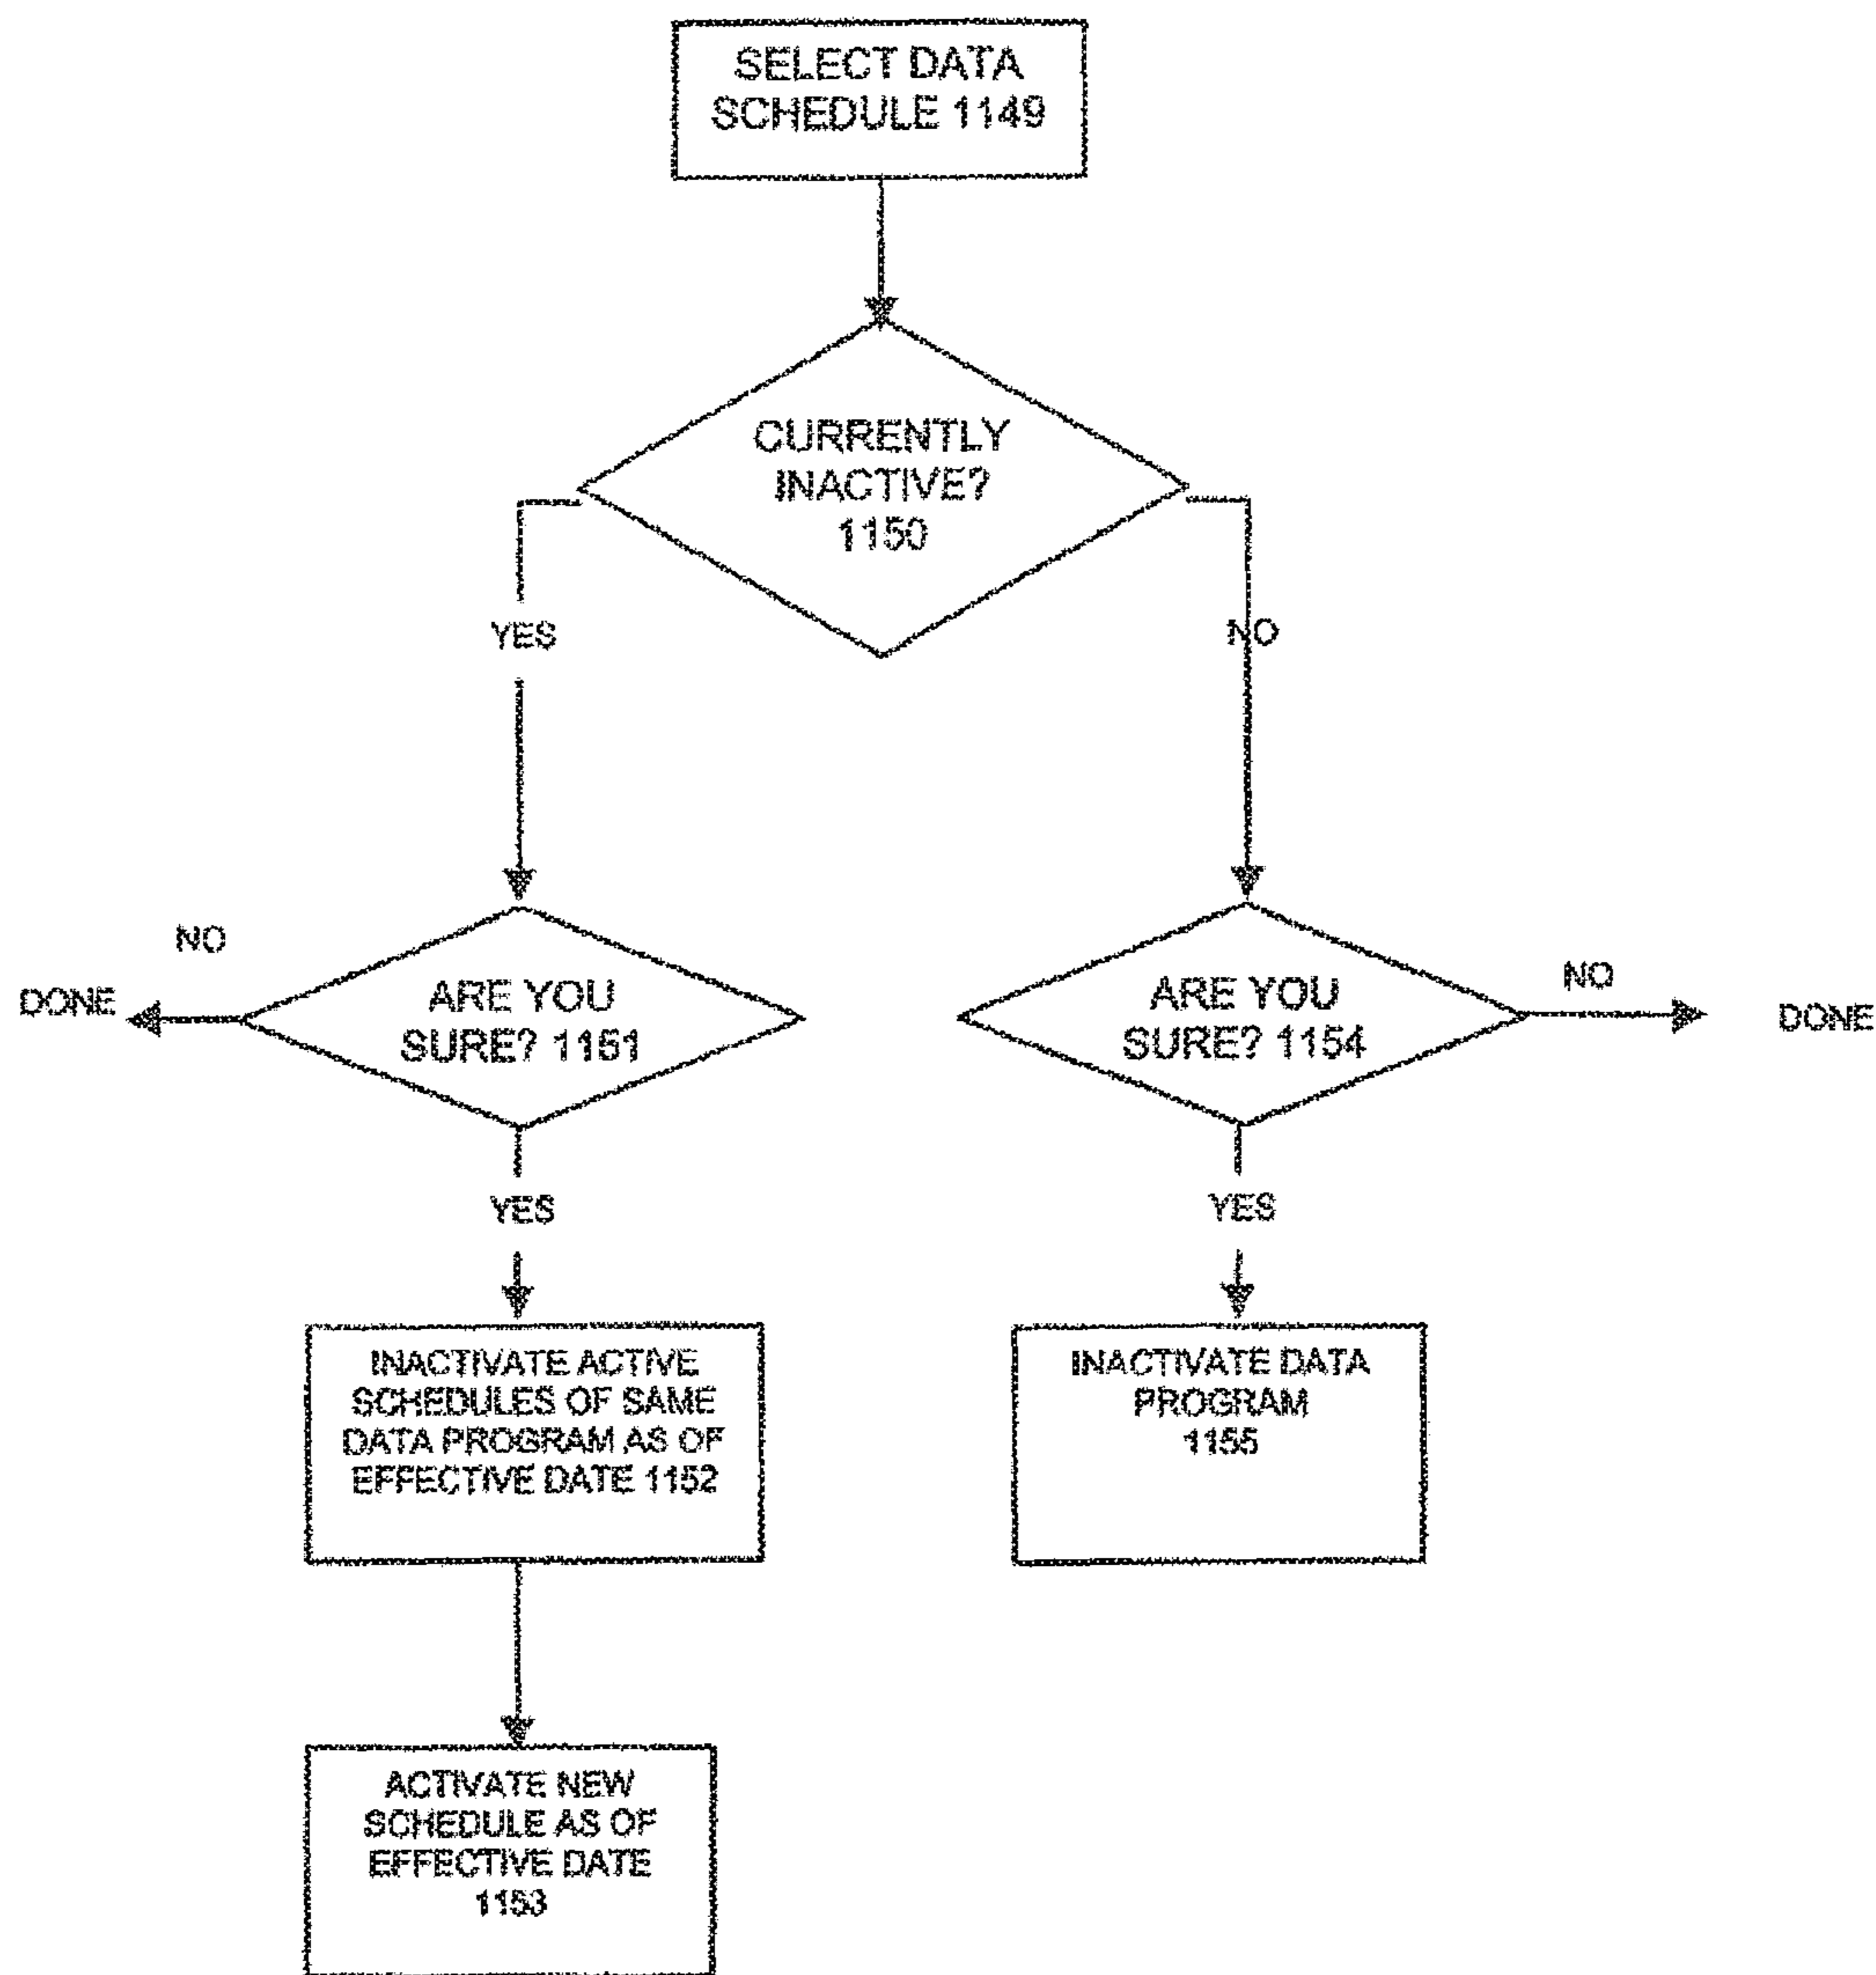 SELECT DATA
SCHEDULE 1149
CURRENTLY
INACTIVE?
1150
YES
NO
NO
DONE
ARE YOU
SURE? 1151
ARE YOU
SURE? 1154
NO
DONE
YES
YES
INACTIVATE ACTIVE
SCHEDULES OF SAME
DATA PROGRAM AS OF
EFFECTIVE DATE 1152
INACTIVATE DATA
PROGRAM
1155
ACTIVATE NEW
SCHEDULE AS OF
EFFECTIVE DATE
1153